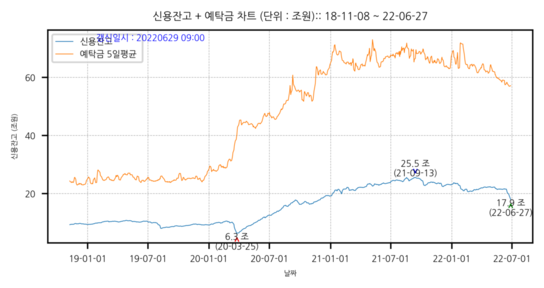 신용잔고 + 예탁금 차트 (단위 : 조원):: 18-11-08 ~ 22-06-27
갱신일시 : 20220629 09:00
신용잔고
예탁금 5일평균
신용잔고 (조원)
60
40
20
25.5 조
(21-09-13)
17.9 조
(22-06-27)
6.3 조
(20-03-25)
19-01-01
19-07-01
20-01-01
20-07-01
21-01-01
21-07-01
22-01-01
22-07-01
날짜